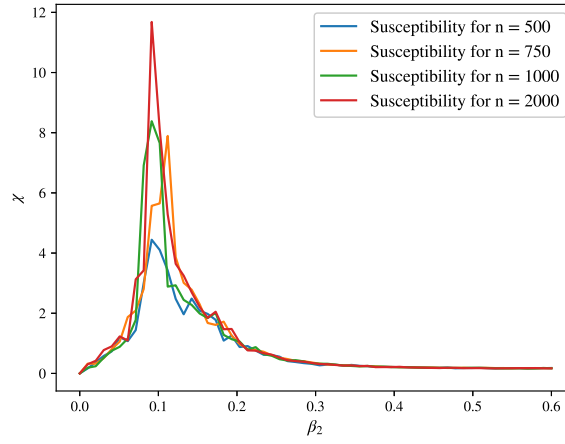 12
10
8
6
4
2
0
χ
Susceptibility for n = 500
Susceptibility for n = 750
Susceptibility for n = 1000
Susceptibility for n = 2000
0.0 0.1 0.2 0.3 0.4 0.5 0.6
β₂